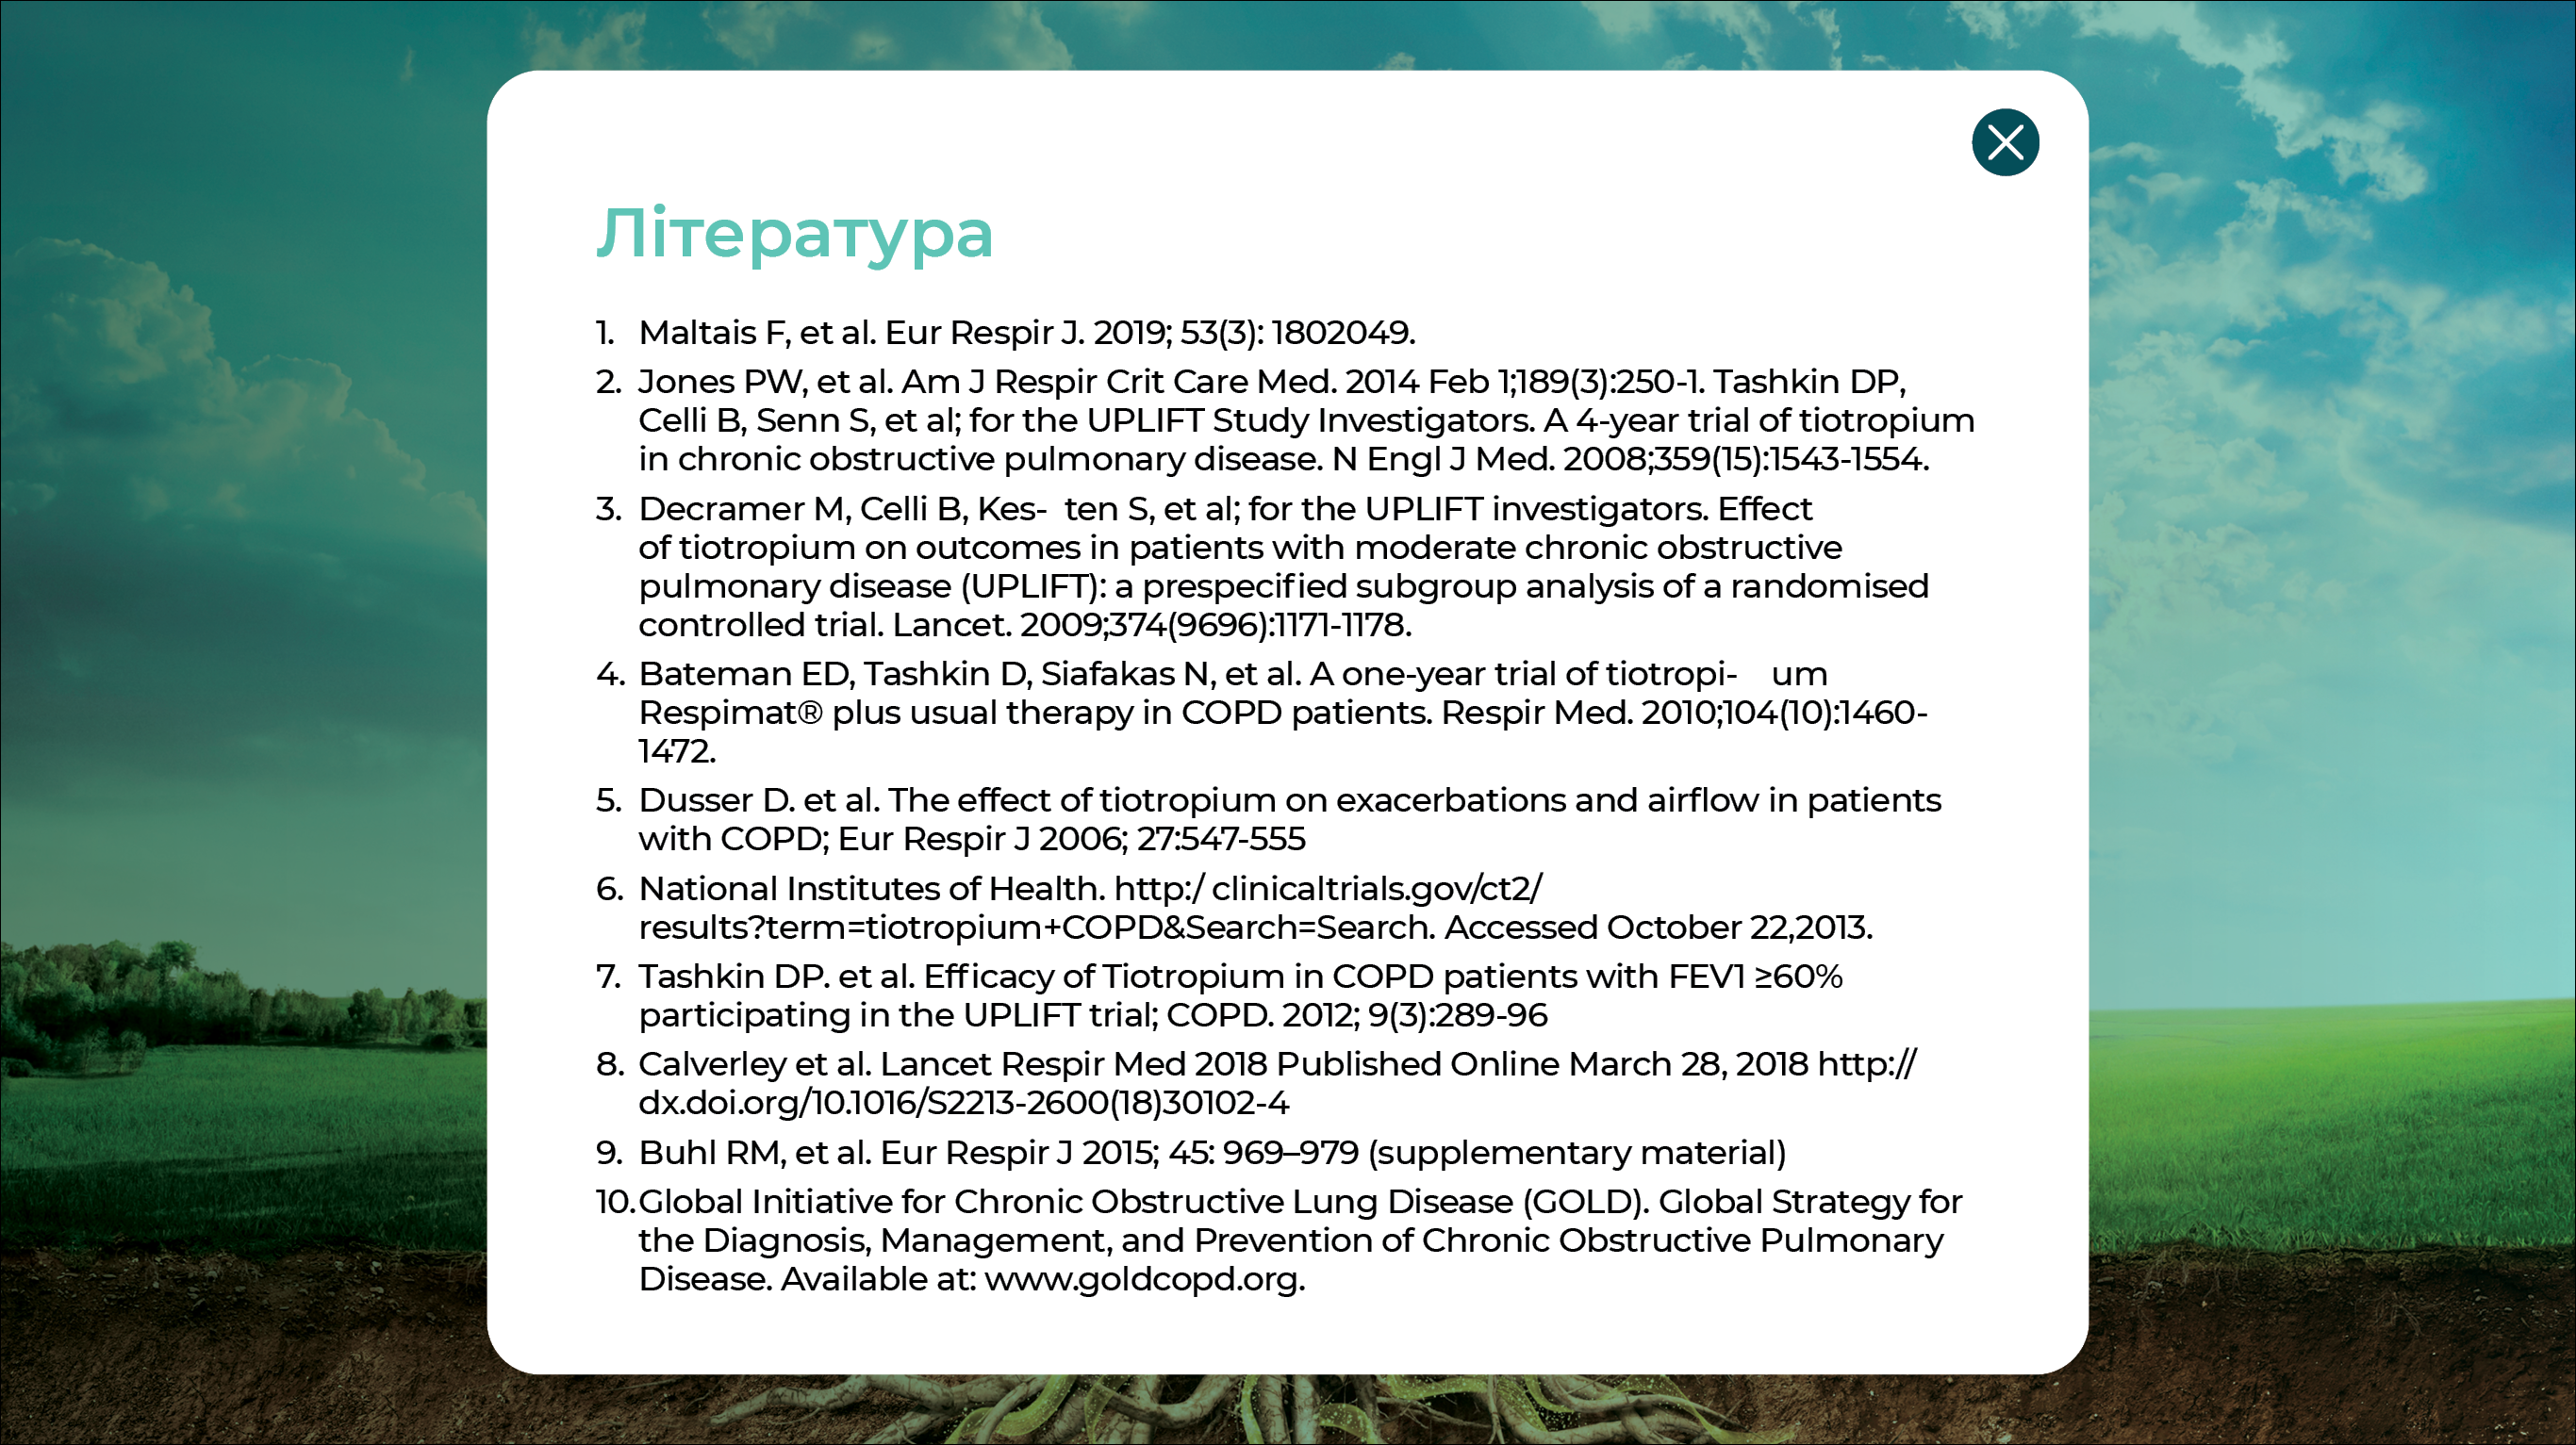 Література
1. Maltais F, et al. Eur Respir J. 2019; 53(3): 1802049.
2. Jones PW, et al. Am J Respir Crit Care Med. 2014 Feb 1;189(3):250-1. Tashkin DP,
Celli B, Senn S, et al; for the UPLIFT Study Investigators. A 4-year trial of tiotropium
in chronic obstructive pulmonary disease. N Engl J Med. 2008;359(15):1543-1554.
3. Decramer M, Celli B, Kes- ten S, et al; for the UPLIFT investigators. Effect
of tiotropium on outcomes in patients with moderate chronic obstructive
pulmonary disease (UPLIFT): a prespecified subgroup analysis of a randomised
controlled trial. Lancet. 2009;374(9696):1171-1178.
4. Bateman ED, Tashkin D, Siafakas N, et al. A one-year trial of tiotropi- um
Respimat® plus usual therapy in COPD patients. Respir Med. 2010;104(10):1460-
1472.
5. Dusser D. et al. The effect of tiotropium on exacerbations and airflow in patients
with COPD; Eur Respir J 2006; 27:547-555
6. National Institutes of Health. http:/ clinicaltrials.gov/ct2/
results?term=tiotropium+COPD&Search=Search. Accessed October 22,2013.
7. Tashkin DP. et al. Efficacy of Tiotropium in COPD patients with FEV1 ≥60%
participating in the UPLIFT trial; COPD. 2012; 9(3):289-96
8. Calverley et al. Lancet Respir Med 2018 Published Online March 28, 2018 http://
dx.doi.org/10.1016/S2213-2600(18)30102-4
9. Buhl RM, et al. Eur Respir J 2015; 45: 969–979 (supplementary material)
10. Global Initiative for Chronic Obstructive Lung Disease (GOLD). Global Strategy for
the Diagnosis, Management, and Prevention of Chronic Obstructive Pulmonary
Disease. Available at: www.goldcopd.org.